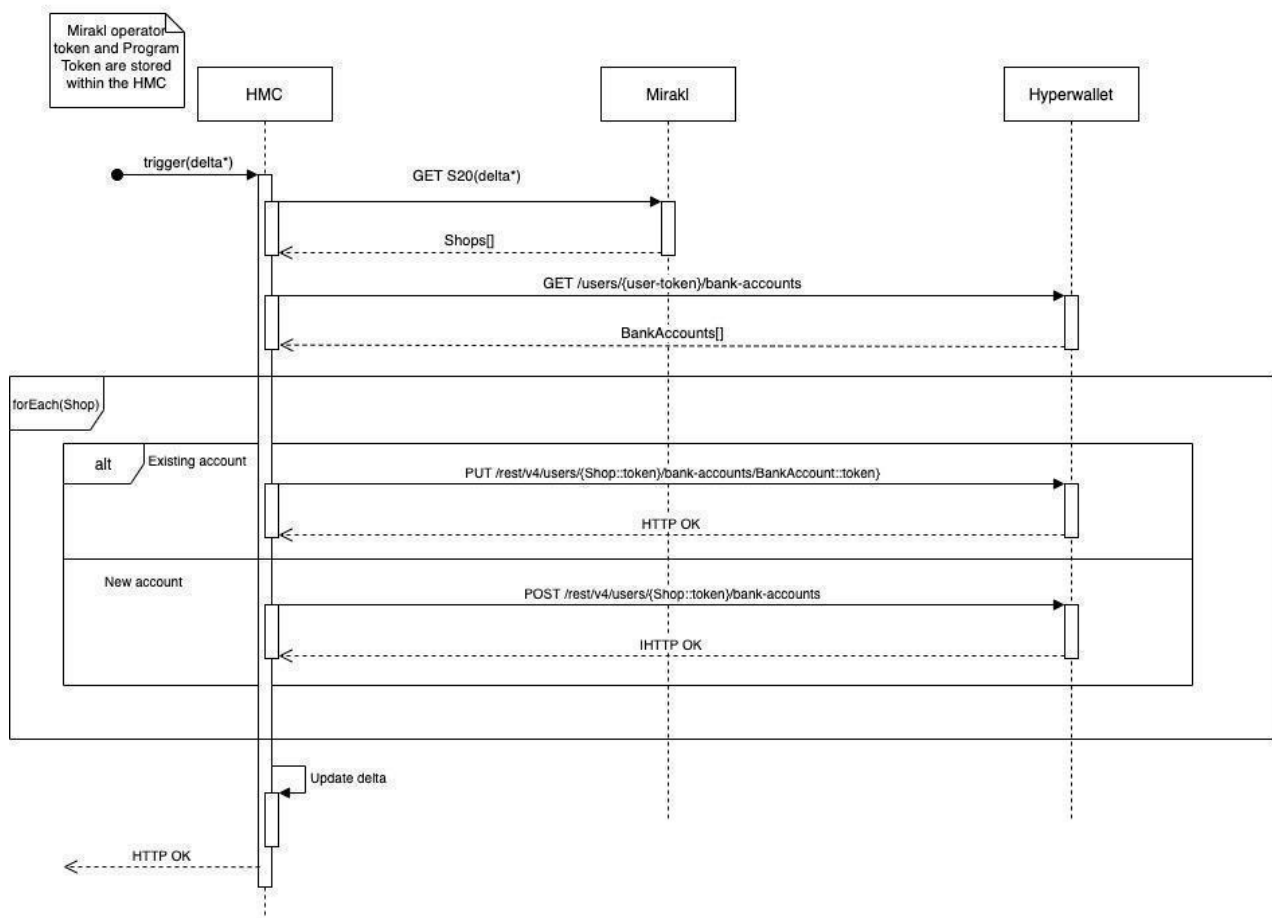 Mirakl operator
token and Program
Token are stored
within the HMC
HMC
Mirakl
Hyperwallet
trigger(delta*)
GET S20(delta*)
Shops[]
GET /users/{user-token}/bank-accounts
BankAccounts[]
forEach(Shop)
alt
Existing account
PUT /rest/v4/users/{Shop::token}/bank-accounts/BankAccount::token}
HTTP OK
New account
POST /rest/v4/users/{Shop::token}/bank-accounts
IHTTP OK
Update delta
HTTP OK